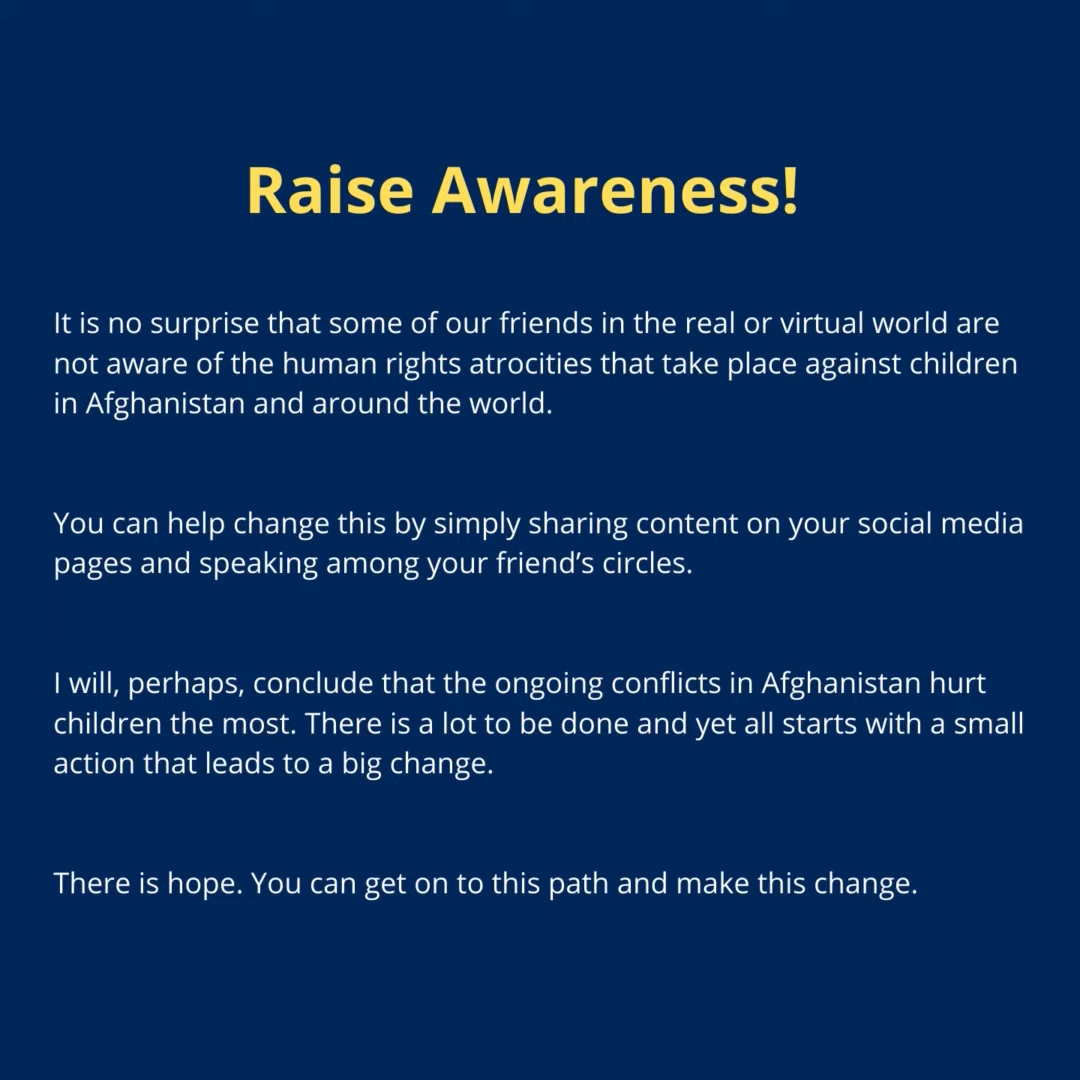 Raise Awareness!
It is no surprise that some of our friends in the real or virtual world are
not aware of the human rights atrocities that take place against children
in Afghanistan and around the world.
You can help change this by simply sharing content on your social media
pages and speaking among your friend’s circles.
I will, perhaps, conclude that the ongoing conflicts in Afghanistan hurt
children the most. There is a lot to be done and yet all starts with a small
action that leads to a big change.
There is hope. You can get on to this path and make this change.